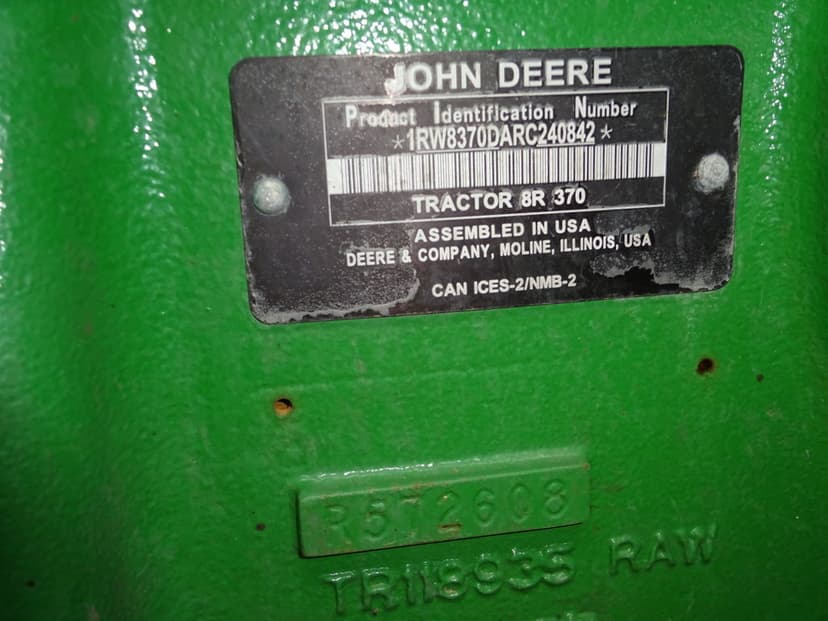 JOHN DEERE
Product Identification Number
*1RW8370DARC240842*
TRACTOR 8R 370
ASSEMBLED IN USA
DEERE & COMPANY, MOLINE, ILLINOIS, USA
CAN ICES-2/NMB-2
R572608
TR118935 RAW